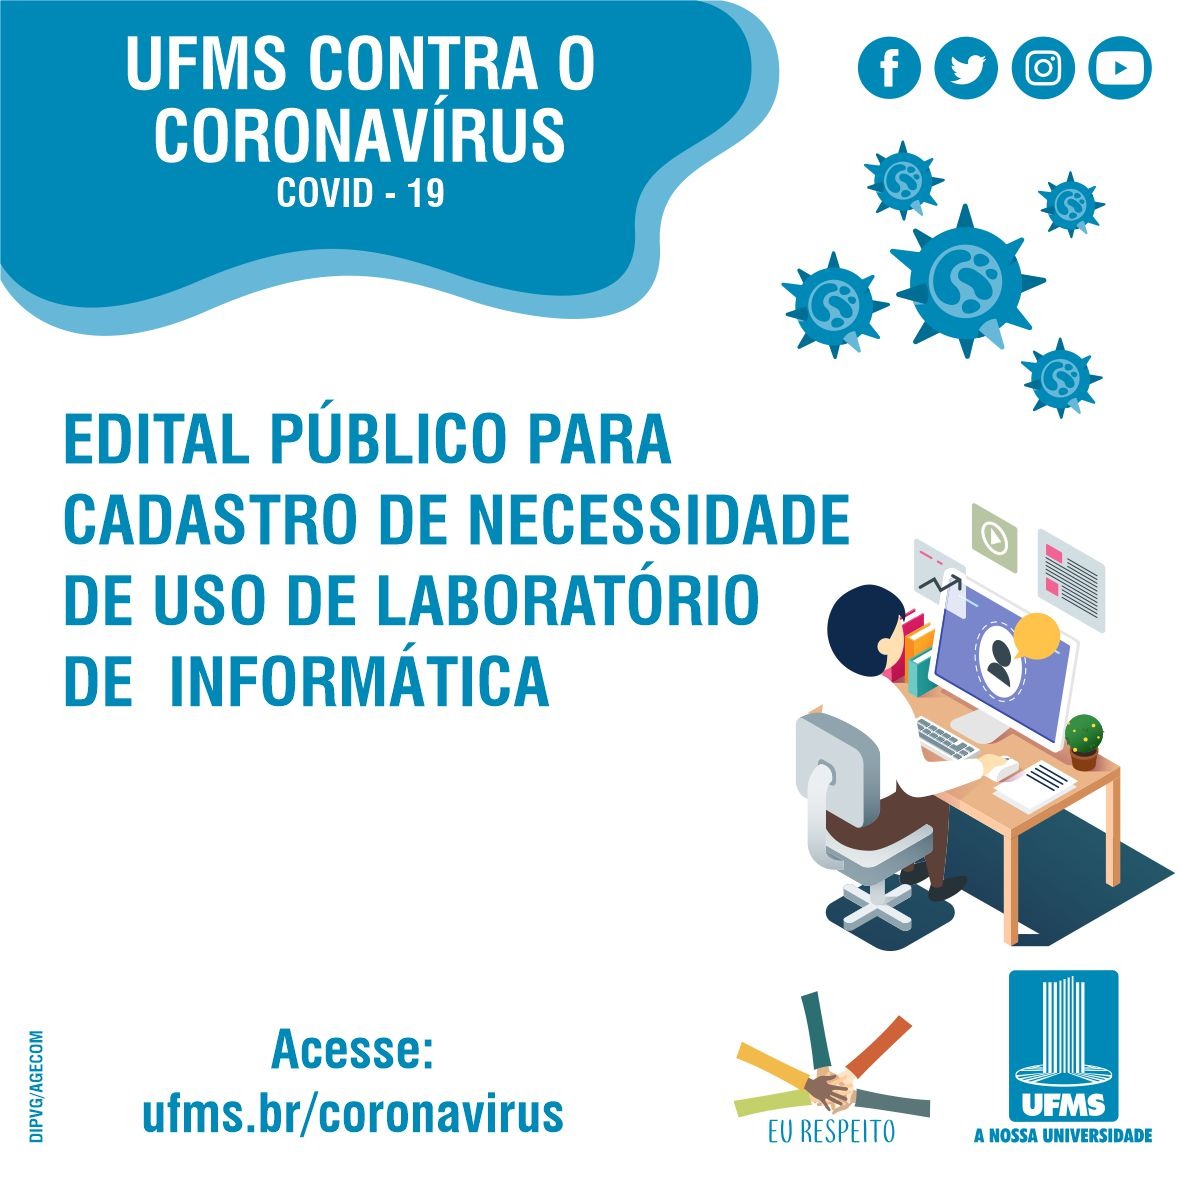 UFMS CONTRA O
CORONAVÍRUS
COVID - 19
EDITAL PÚBLICO PARA
CADASTRO DE NECESSIDADE
DE USO DE LABORATÓRIO
DE INFORMÁTICA
Acesse:
ufms.br/coronavirus
DIPVG/AGECOM
EU RESPEITO
UFMS
A NOSSA UNIVERSIDADE